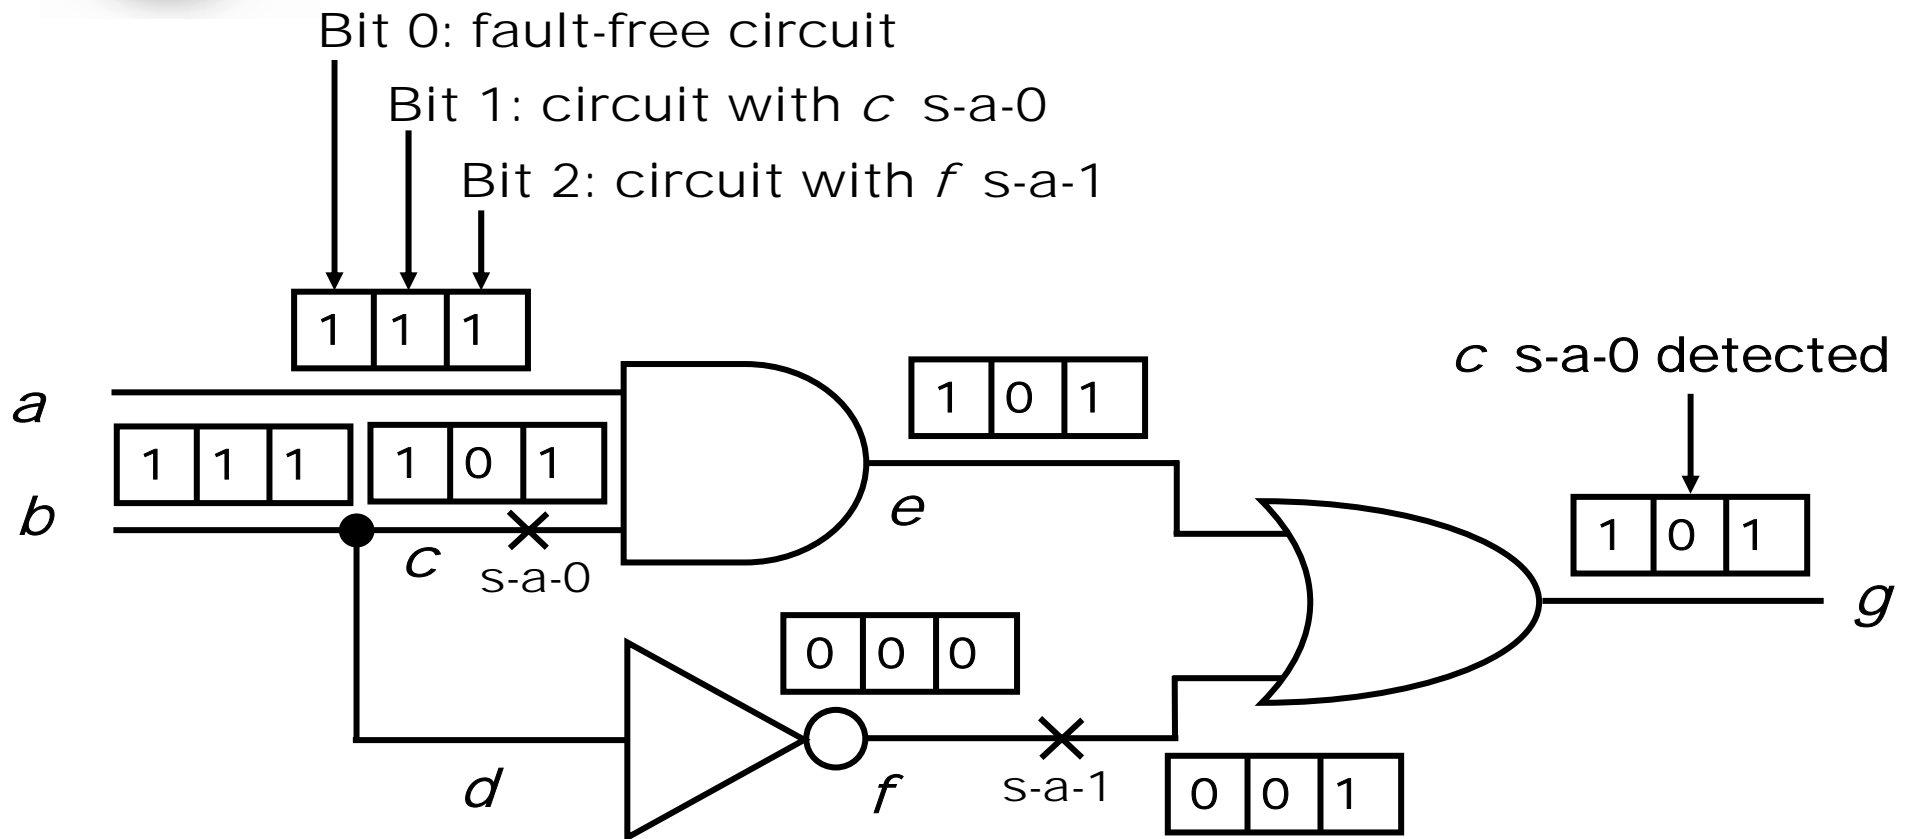 Bit 0: fault-free circuit
Bit 1: circuit with c s-a-0
Bit 2: circuit with f s-a-1
1 1 1
c s-a-0 detected
1 0 1
a
1 1 1
1 0 1
1 0 1
b
e
c
s-a-0
g
0 0 0
d
f
s-a-1
0 0 1